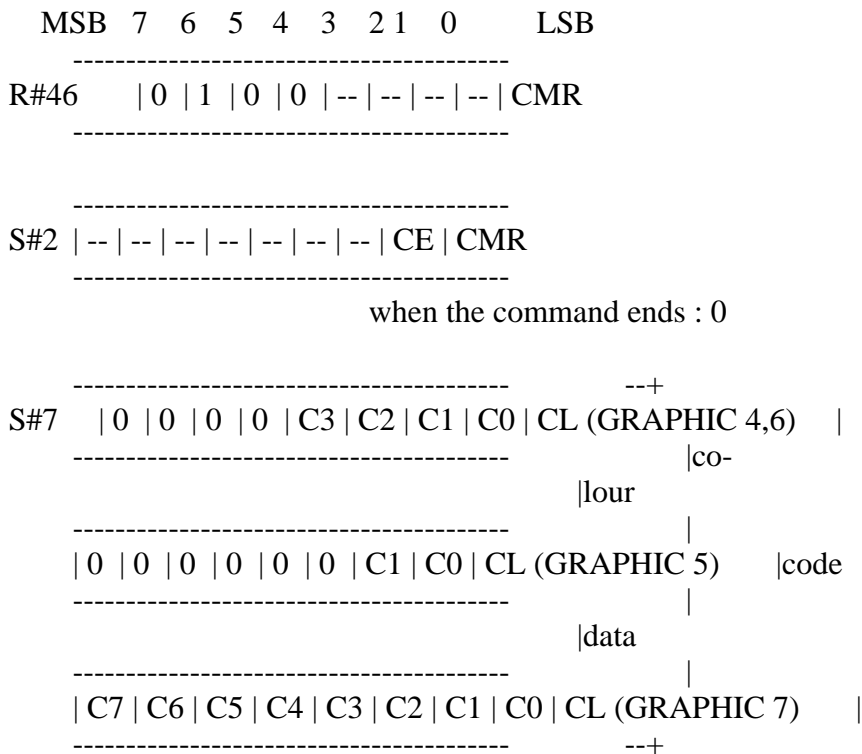 MSB 7 6 5 4 3 2 1 0 LSB
-----------------------------------------
R#46 | 0 | 1 | 0 | 0 | -- | -- | -- | -- | CMR
-----------------------------------------
-----------------------------------------
S#2 | -- | -- | -- | -- | -- | -- | -- | CE | CMR
-----------------------------------------
when the command ends : 0
----------------------------------------- --+
S#7 | 0 | 0 | 0 | 0 | C3 | C2 | C1 | C0 | CL (GRAPHIC 4,6) |
----------------------------------------- |co-
|lour
----------------------------------------- |
| 0 | 0 | 0 | 0 | 0 | 0 | C1 | C0 | CL (GRAPHIC 5) |code
----------------------------------------- |
|data
----------------------------------------- |
| C7 | C6 | C5 | C4 | C3 | C2 | C1 | C0 | CL (GRAPHIC 7) |
----------------------------------------- --+